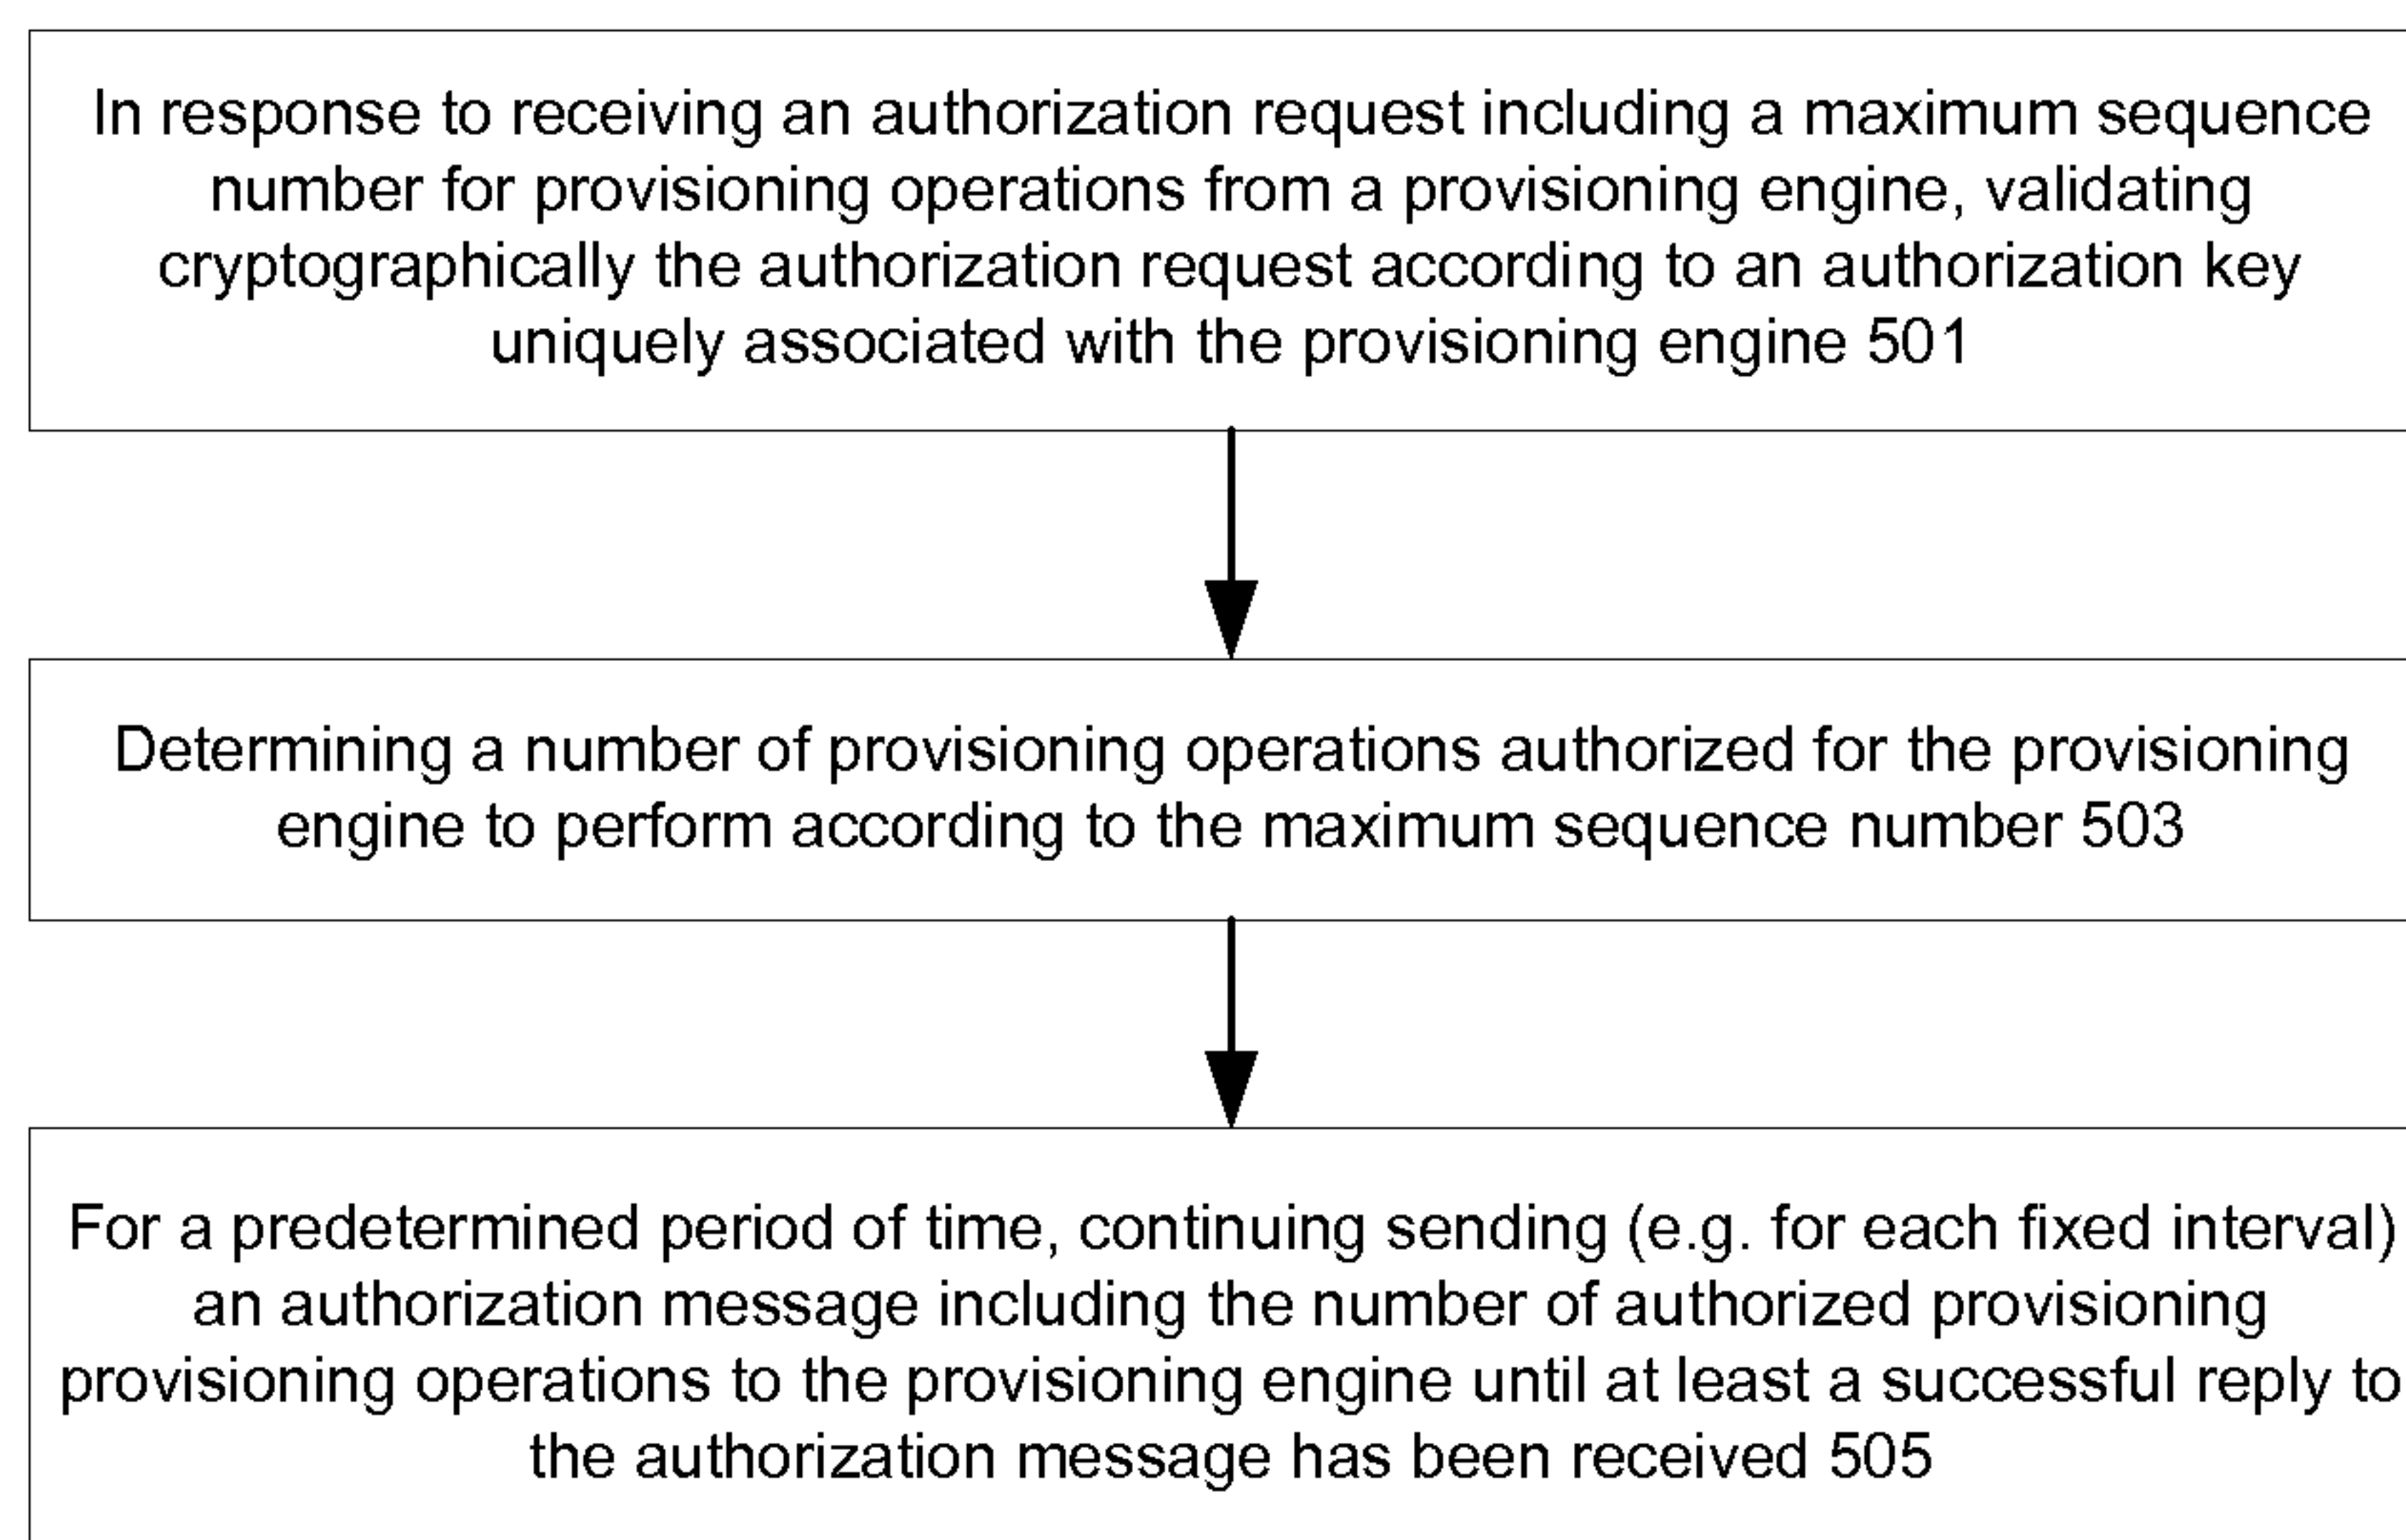 In response to receiving an authorization request including a maximum sequence
number for provisioning operations from a provisioning engine, validating
cryptographically the authorization request according to an authorization key
uniquely associated with the provisioning engine 501
Determining a number of provisioning operations authorized for the provisioning
engine to perform according to the maximum sequence number 503
For a predetermined period of time, continuing sending (e.g. for each fixed interval)
an authorization message including the number of authorized provisioning
provisioning operations to the provisioning engine until at least a successful reply to
the authorization message has been received 505